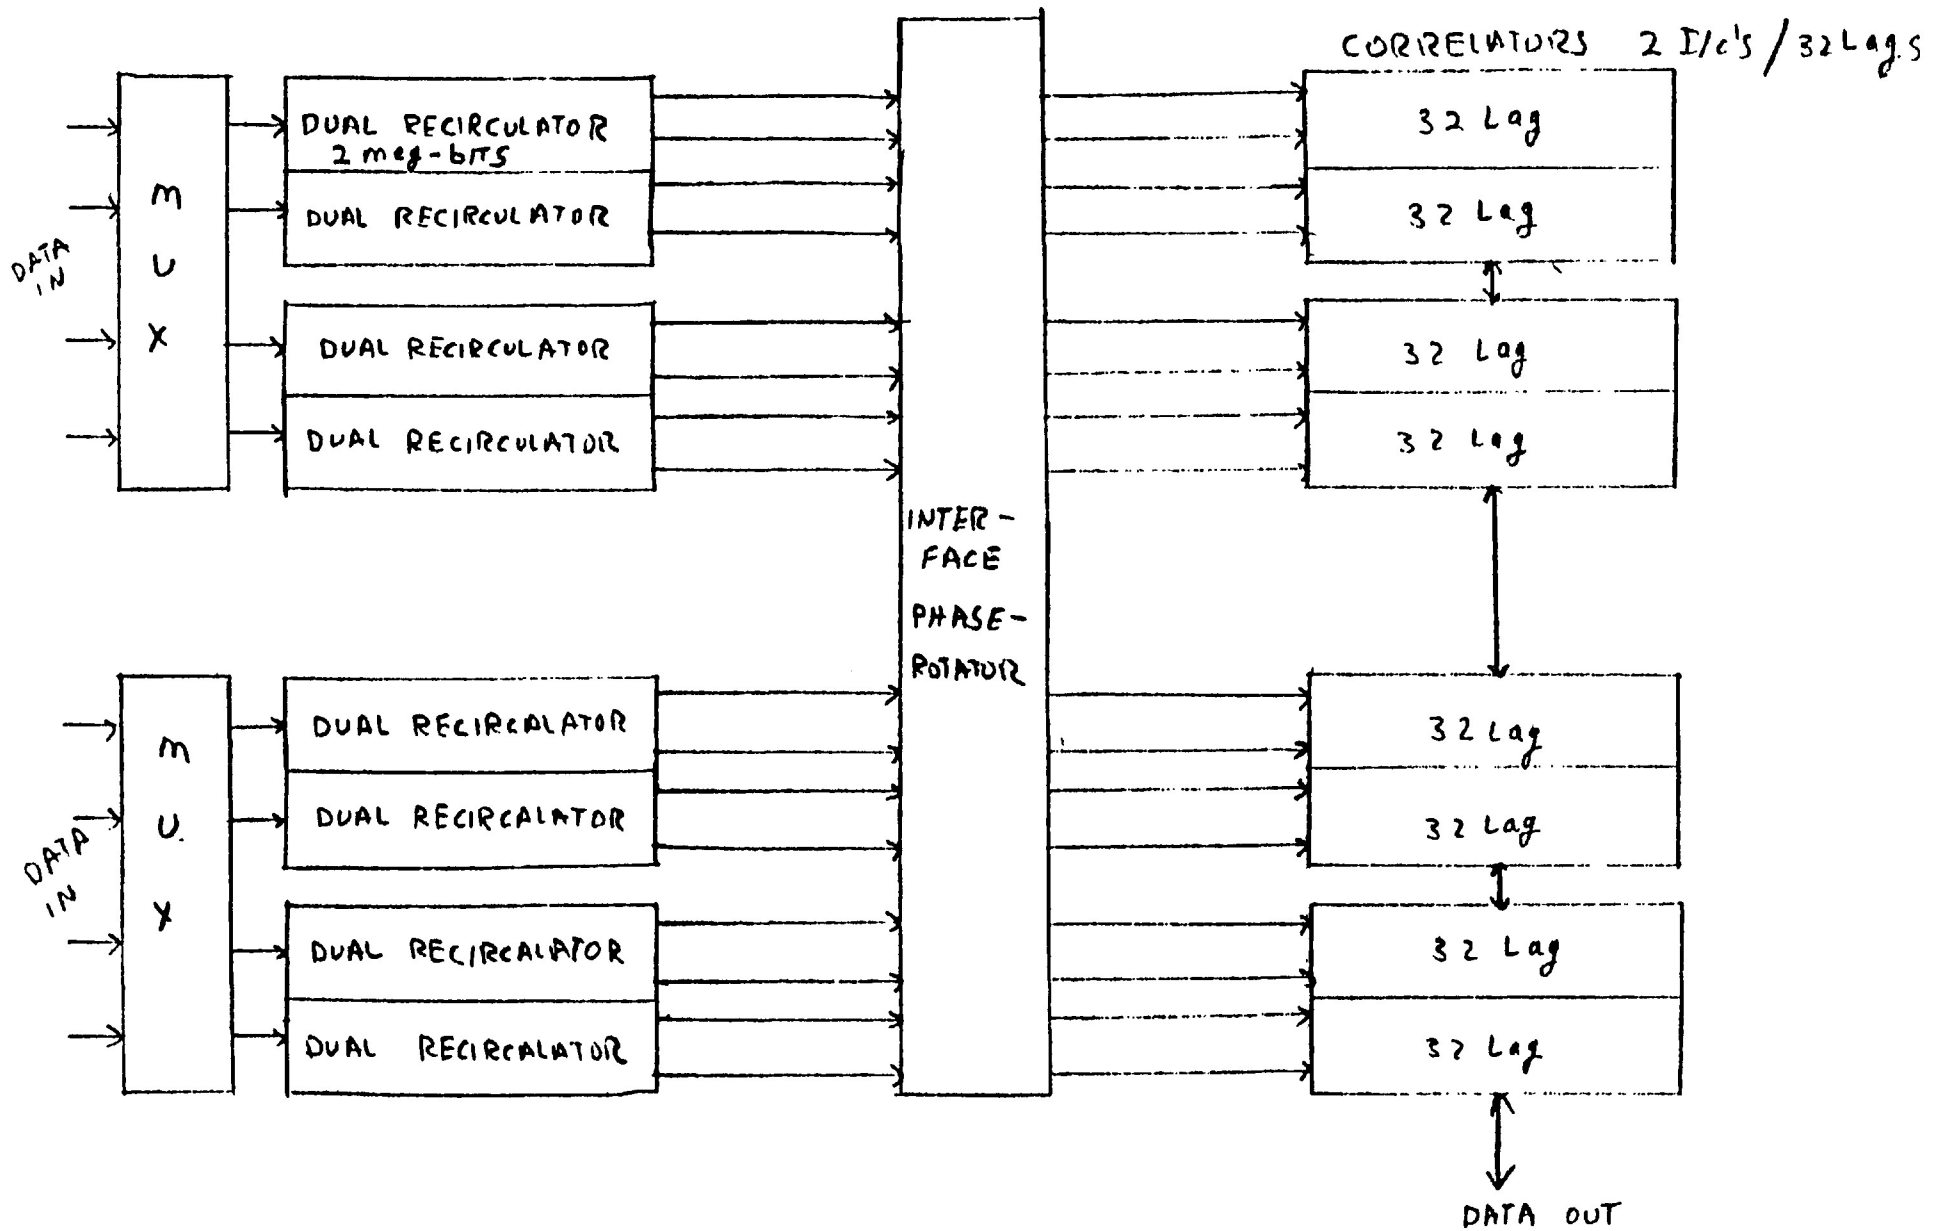 CORRELATORS 2 I/c's / 32 Lags
DATA
IN
M
U
X
DUAL RECIRCULATOR
2 meg-bits
DUAL RECIRCULATOR
DUAL RECIRCULATOR
DUAL RECIRCULATOR
INTER-
FACE
PHASE-
ROTATOR
32 Lag
32 Lag
32 Lag
32 Lag
DATA
IN
M
U
X
DUAL RECIRCALATOR
DUAL RECIRCALATOR
DUAL RECIRCALATOR
DUAL RECIRCALATOR
32 Lag
32 Lag
32 Lag
32 Lag
DATA OUT